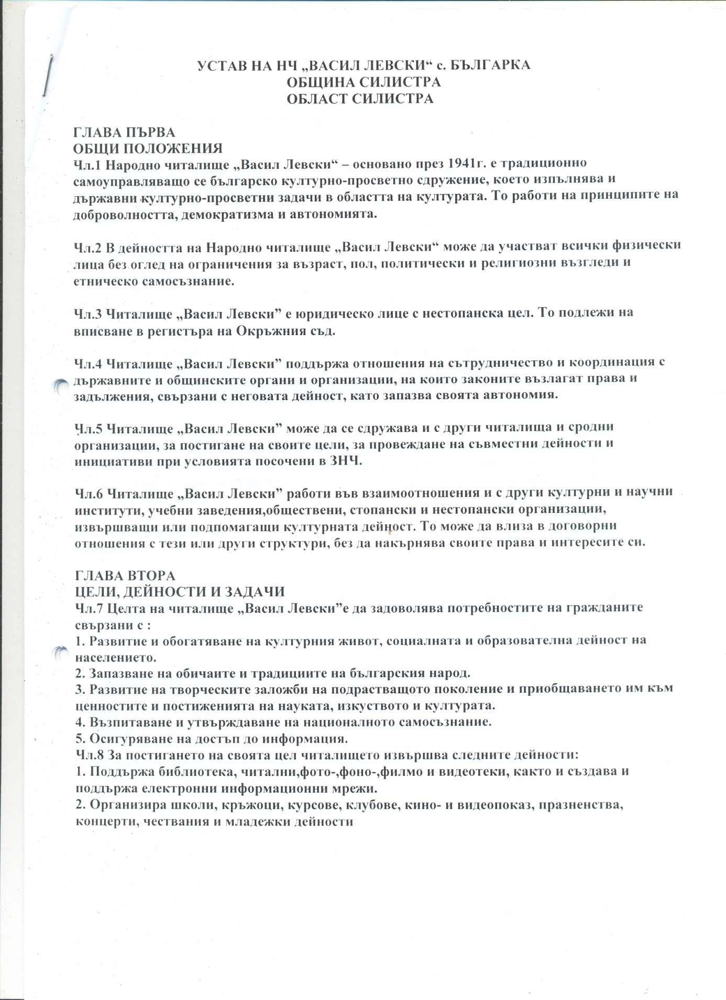 УСТАВ НА НЧ „ВАСИЛ ЛЕВСКИ“ с. БЪЛГАРКА
ОБЩИНА СИЛИСТРА
ОБЛАСТ СИЛИСТРА
ГЛАВА ПЪРВА
ОБЩИ ПОЛОЖЕНИЯ
Чл.1 Народно читалище „Васил Левски“ – основано през 1941г. е традиционно
самоуправляващо се българско културно-просветно сдружение, което изпълнява и
държавни културно-просветни задачи в областта на културата. То работи на принципите на
доброволността, демократизма и автономията.
Чл.2 В дейността на Народно читалище „Васил Левски“ може да участват всички физически
лица без оглед на ограничения за възраст, пол, политически и религиозни възгледи и
етническо самосъзнание.
Чл.3 Читалище „Васил Левски” е юридическо лице с нестопанска цел. То подлежи на
вписване в регистъра на Окръжния съд.
Чл.4 Читалище „Васил Левски” поддържа отношения на сътрудничество и координация с
държавните и общинските органи и организации, на които законите възлагат права и
задължения, свързани с неговата дейност, като запазва своята автономия.
Чл.5 Читалище „Васил Левски” може да се сдружава и с други читалища и сродни
организации, за постигане на своите цели, за провеждане на съвместни дейности и
инициативи при условията посочени в ЗНЧ.
Чл.6 Читалище „Васил Левски” работи във взаимоотношения и с други културни и научни
институти, учебни заведения,обществени, стопански и нестопански организации,
извършващи или подпомагащи културната дейност. То може да влиза в договорни
отношения с тези или други структури, без да накърнява своите права и интересите си.
ГЛАВА ВТОРА
ЦЕЛИ, ДЕЙНОСТИ И ЗАДАЧИ
Чл.7 Целта на читалище „Васил Левски”е да задоволява потребностите на гражданите
свързани с :
1. Развитие и обогатяване на културния живот, социалната и образователна дейност на
населението.
2. Запазване на обичаите и традициите на българския народ.
3. Развитие на творческите заложби на подрастващото поколение и приобщаването им към
ценностите и постиженията на науката, изкуството и културата.
4. Възпитаване и утвърждаване на националното самосъзнание.
5. Осигуряване на достъп до информация.
Чл.8 За постигането на своята цел читалището извършва следните дейности:
1. Поддържа библиотека, читални,фото-,фоно-,филмо и видеотеки, както и създава и
поддържа електронни информационни мрежи.
2. Организира школи, кръжоци, курсове, клубове, кино- и видеопоказ, празненства,
концерти, чествания и младежки дейности